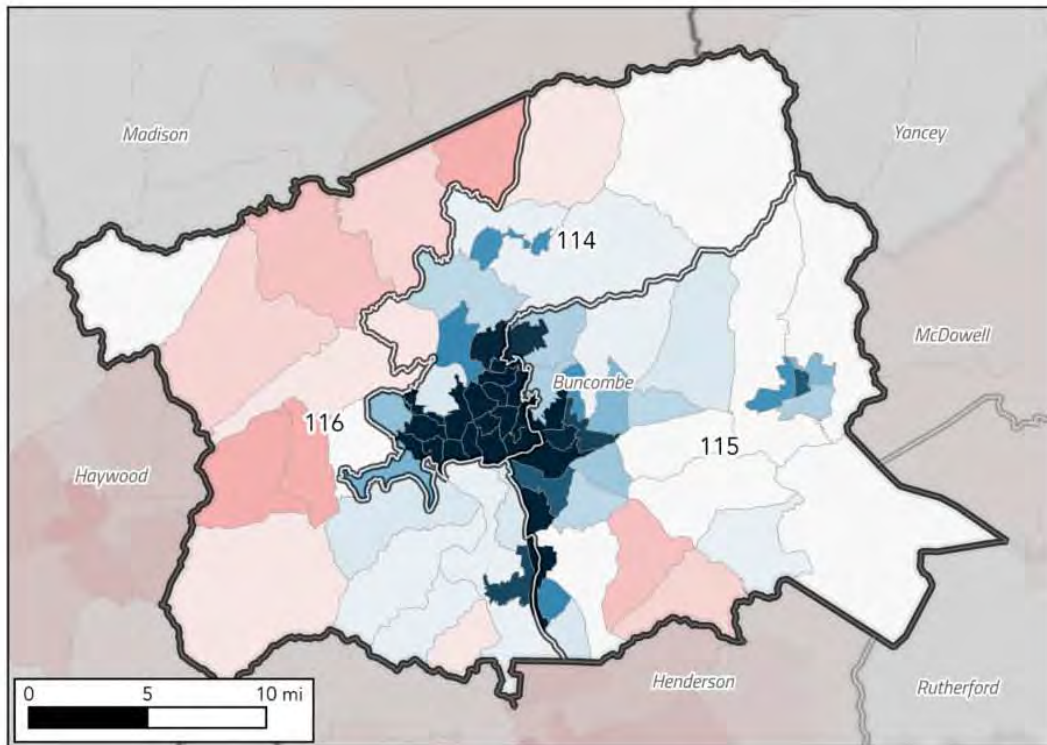 Madison
Yancey
114
McDowell
Buncombe
116
115
Haywood
Henderson
Rutherford
0 5 10 mi